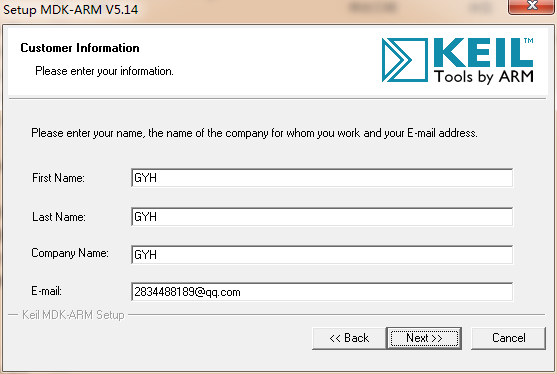 Setup MDK-ARM V5.14
Customer Information
Please enter your information.
KEIL™
Tools by ARM
Please enter your name, the name of the company for whom you work and your E-mail address.
First Name: GYH
Last Name: GYH
Company Name: GYH
E-mail: 2834488189@qq.com
Keil MDK-ARM Setup
<< Back Next >> Cancel